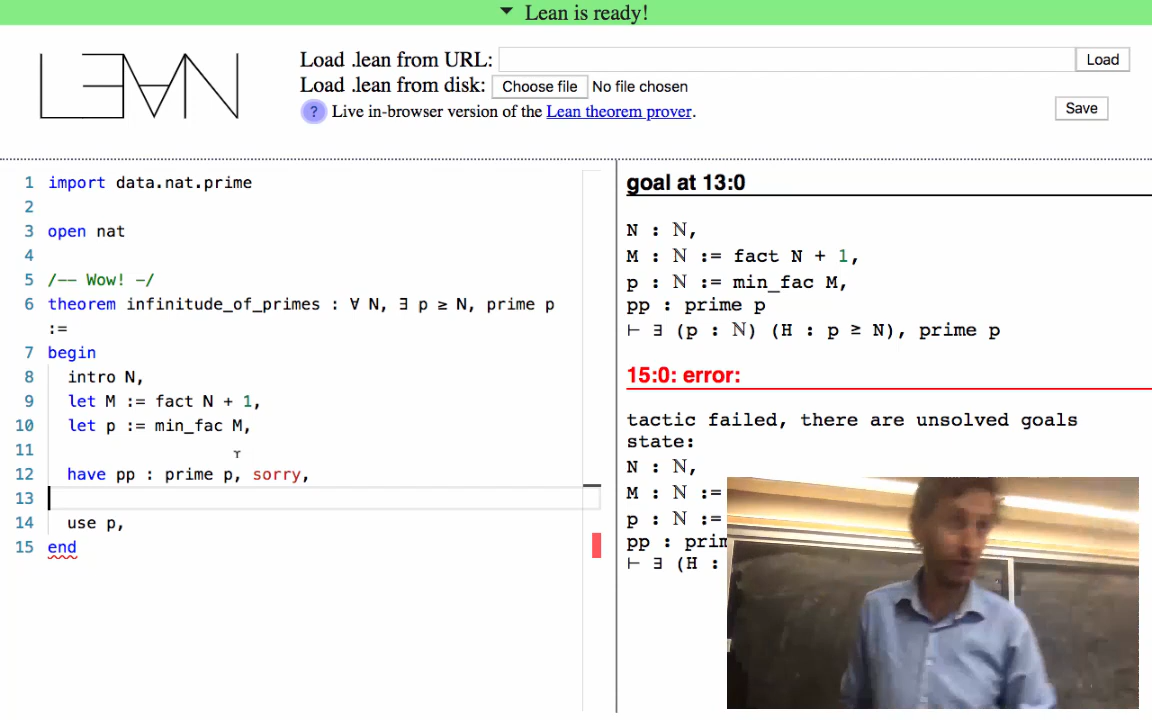 Lean is ready!
LEAN
Load .lean from URL:
Load
Load .lean from disk: Choose file No file chosen
? Live in-browser version of the Lean theorem prover.
Save
1 import data.nat.prime
2
3 open nat
4
5 /-- Wow! -/
6 theorem infinitude_of_primes : ∀ N, ∃ p ≥ N, prime p
:=
7 begin
8 intro N,
9 let M := fact N + 1,
10 let p := min_fac M,
11
12 have pp : prime p, sorry,
13
14 use p,
15 end
goal at 13:0
N : ℕ,
M : ℕ := fact N + 1,
p : ℕ := min_fac M,
pp : prime p
⊢ ∃ (p : ℕ) (H : p ≥ N), prime p
15:0: error:
tactic failed, there are unsolved goals
state:
N : ℕ,
M : ℕ :=
p : ℕ :=
pp : prim
⊢ ∃ (H :